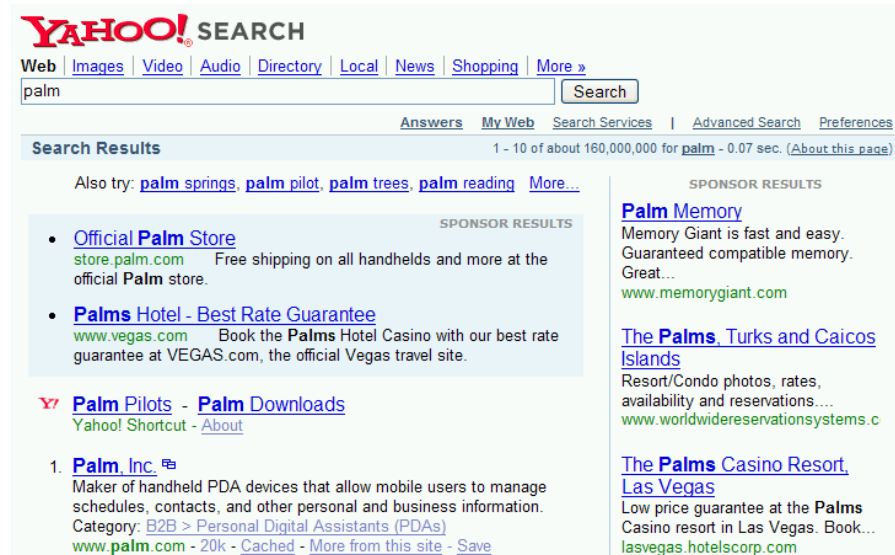 YAHOO! SEARCH
Web | Images | Video | Audio | Directory | Local | News | Shopping | More »
palm
Search
Answers My Web Search Services | Advanced Search Preferences
Search Results
1 - 10 of about 160,000,000 for palm - 0.07 sec. (About this page)
Also try: palm springs, palm pilot, palm trees, palm reading More...
SPONSOR RESULTS
• Official Palm Store
store.palm.com Free shipping on all handhelds and more at the
official Palm store.
• Palms Hotel - Best Rate Guarantee
www.vegas.com Book the Palms Hotel Casino with our best rate
guarantee at VEGAS.com, the official Vegas travel site.
Y! Palm Pilots - Palm Downloads
Yahoo! Shortcut - About
1. Palm, Inc.
Maker of handheld PDA devices that allow mobile users to manage
schedules, contacts, and other personal and business information.
Category: B2B > Personal Digital Assistants (PDAs)
www.palm.com - 20k - Cached - More from this site - Save
SPONSOR RESULTS
Palm Memory
Memory Giant is fast and easy.
Guaranteed compatible memory.
Great...
www.memorygiant.com
The Palms, Turks and Caicos
Islands
Resort/Condo photos, rates,
availability and reservations....
www.worldwidereservationsystems.c
The Palms Casino Resort,
Las Vegas
Low price guarantee at the Palms
Casino resort in Las Vegas. Book...
lasvegas.hotelscorp.com